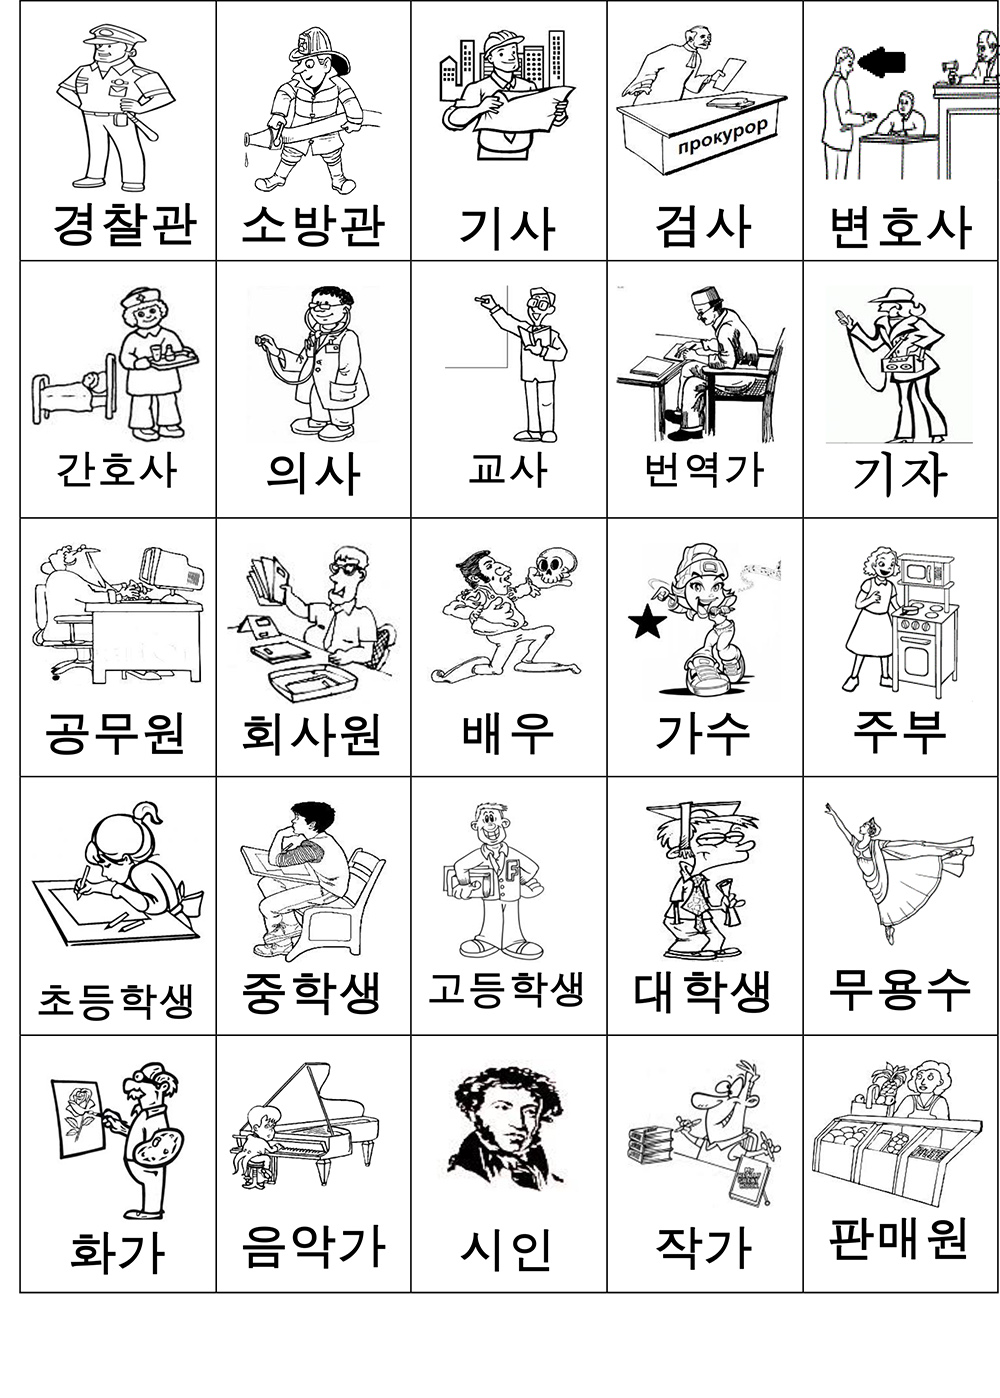 прокурор
경찰관 소방관 기사 검사 변호사
간호사 의사 교사 번역가 기자
공무원 회사원 배우 가수 주부
F
초등학생 중학생 고등학생 대학생 무용수
화가 음악가 시인 작가 판매원